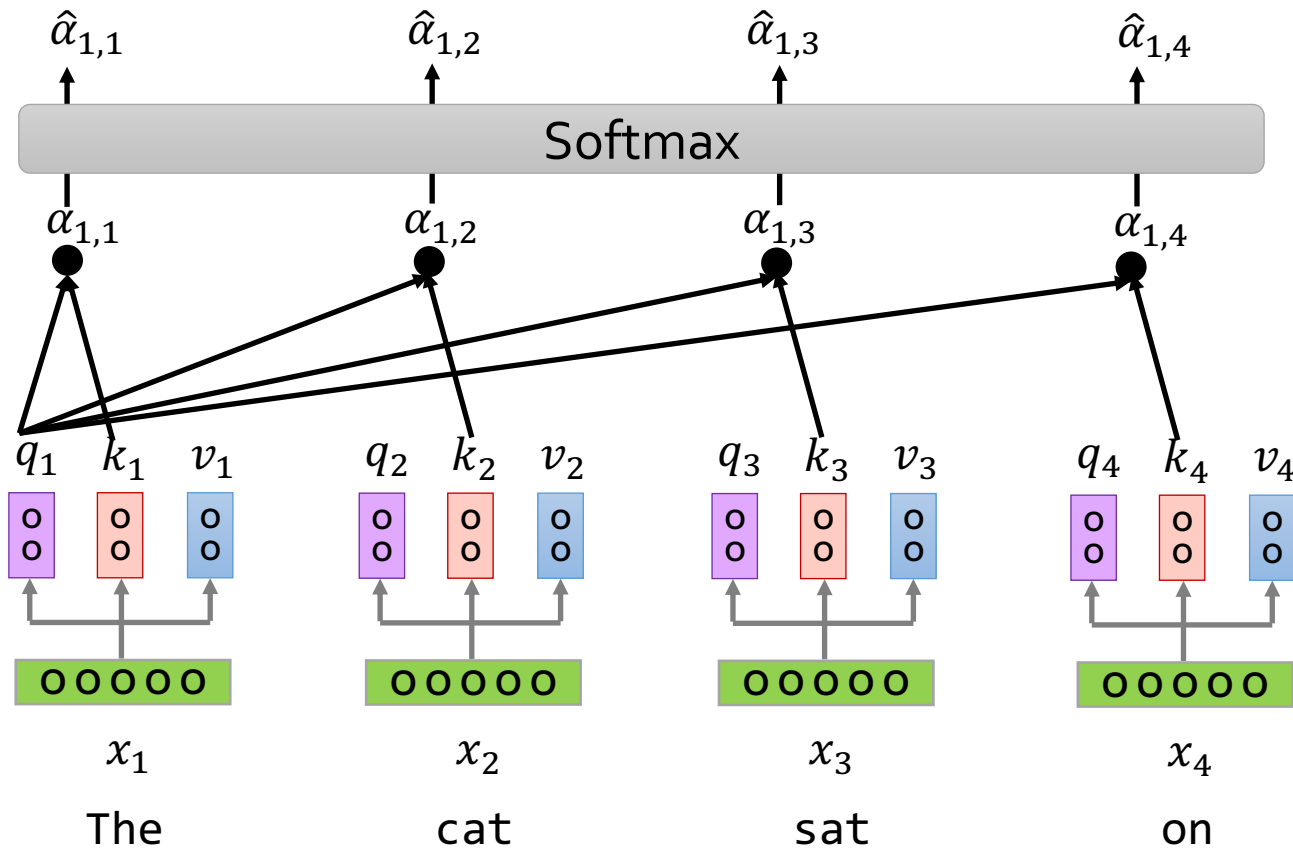 α̂₁,₁ α̂₁,₂ α̂₁,₃ α̂₁,₄
Softmax
α₁,₁ α₁,₂ α₁,₃ α₁,₄
q₁ k₁ v₁ q₂ k₂ v₂ q₃ k₃ v₃ q₄ k₄ v₄
o o o o o o o o o o o o
o o o o o o o o o o o o
o o o o o o o o o o o o o o o o o o o o
x₁ x₂ x₃ x₄
The cat sat on